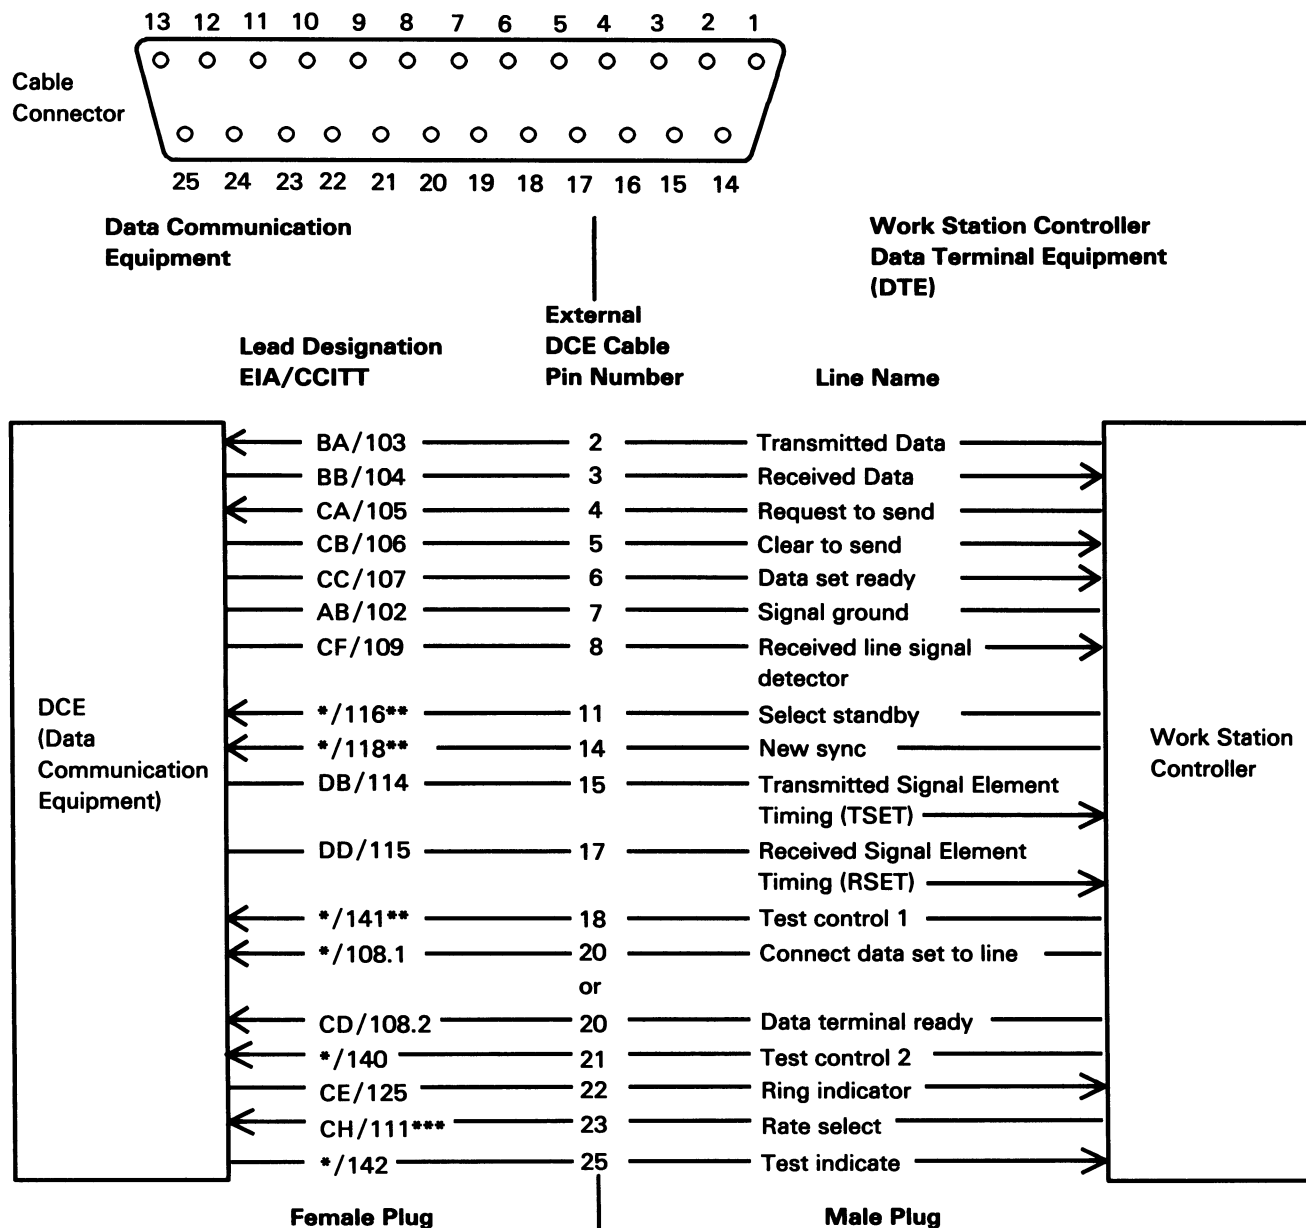 13 12 11 10 9 8 7 6 5 4 3 2 1
Cable
Connector
25 24 23 22 21 20 19 18 17 16 15 14
Data Communication
Equipment
Work Station Controller
Data Terminal Equipment
(DTE)
Lead Designation
EIA/CCITT
External
DCE Cable
Pin Number
Line Name
BA/103 2 Transmitted Data
BB/104 3 Received Data
CA/105 4 Request to send
CB/106 5 Clear to send
CC/107 6 Data set ready
AB/102 7 Signal ground
CF/109 8 Received line signal
detector
DCE
(Data
Communication
Equipment)
*/116** 11 Select standby
*/118** 14 New sync
DB/114 15 Transmitted Signal Element
Timing (TSET)
DD/115 17 Received Signal Element
Timing (RSET)
Work Station
Controller
*/141** 18 Test control 1
*/108.1 20 Connect data set to line
or
CD/108.2 20 Data terminal ready
*/140 21 Test control 2
CE/125 22 Ring indicator
CH/111*** 23 Rate select
*/142 25 Test indicate
Female Plug
Male Plug